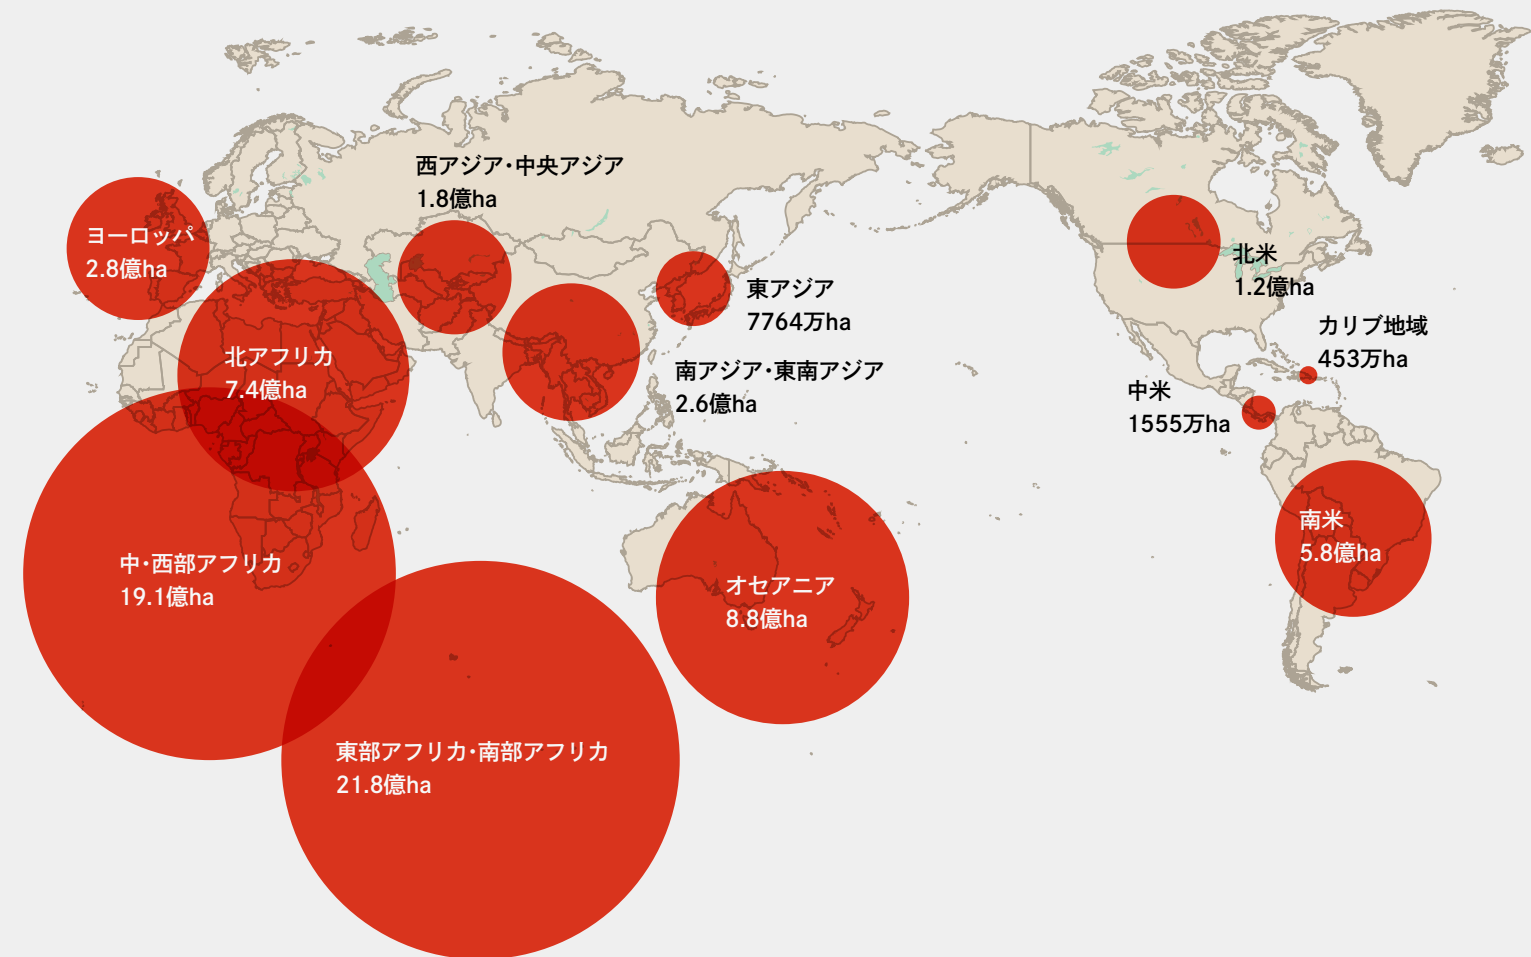 西アジア・中央アジア
1.8億ha
ヨーロッパ
2.8億ha
北米
1.2億ha
東アジア
7764万ha
カリブ地域
453万ha
北アフリカ
7.4億ha
南アジア・東南アジア
2.6億ha
中米
1555万ha
南米
5.8億ha
中・西部アフリカ
19.1億ha
オセアニア
8.8億ha
東部アフリカ・南部アフリカ
21.8億ha